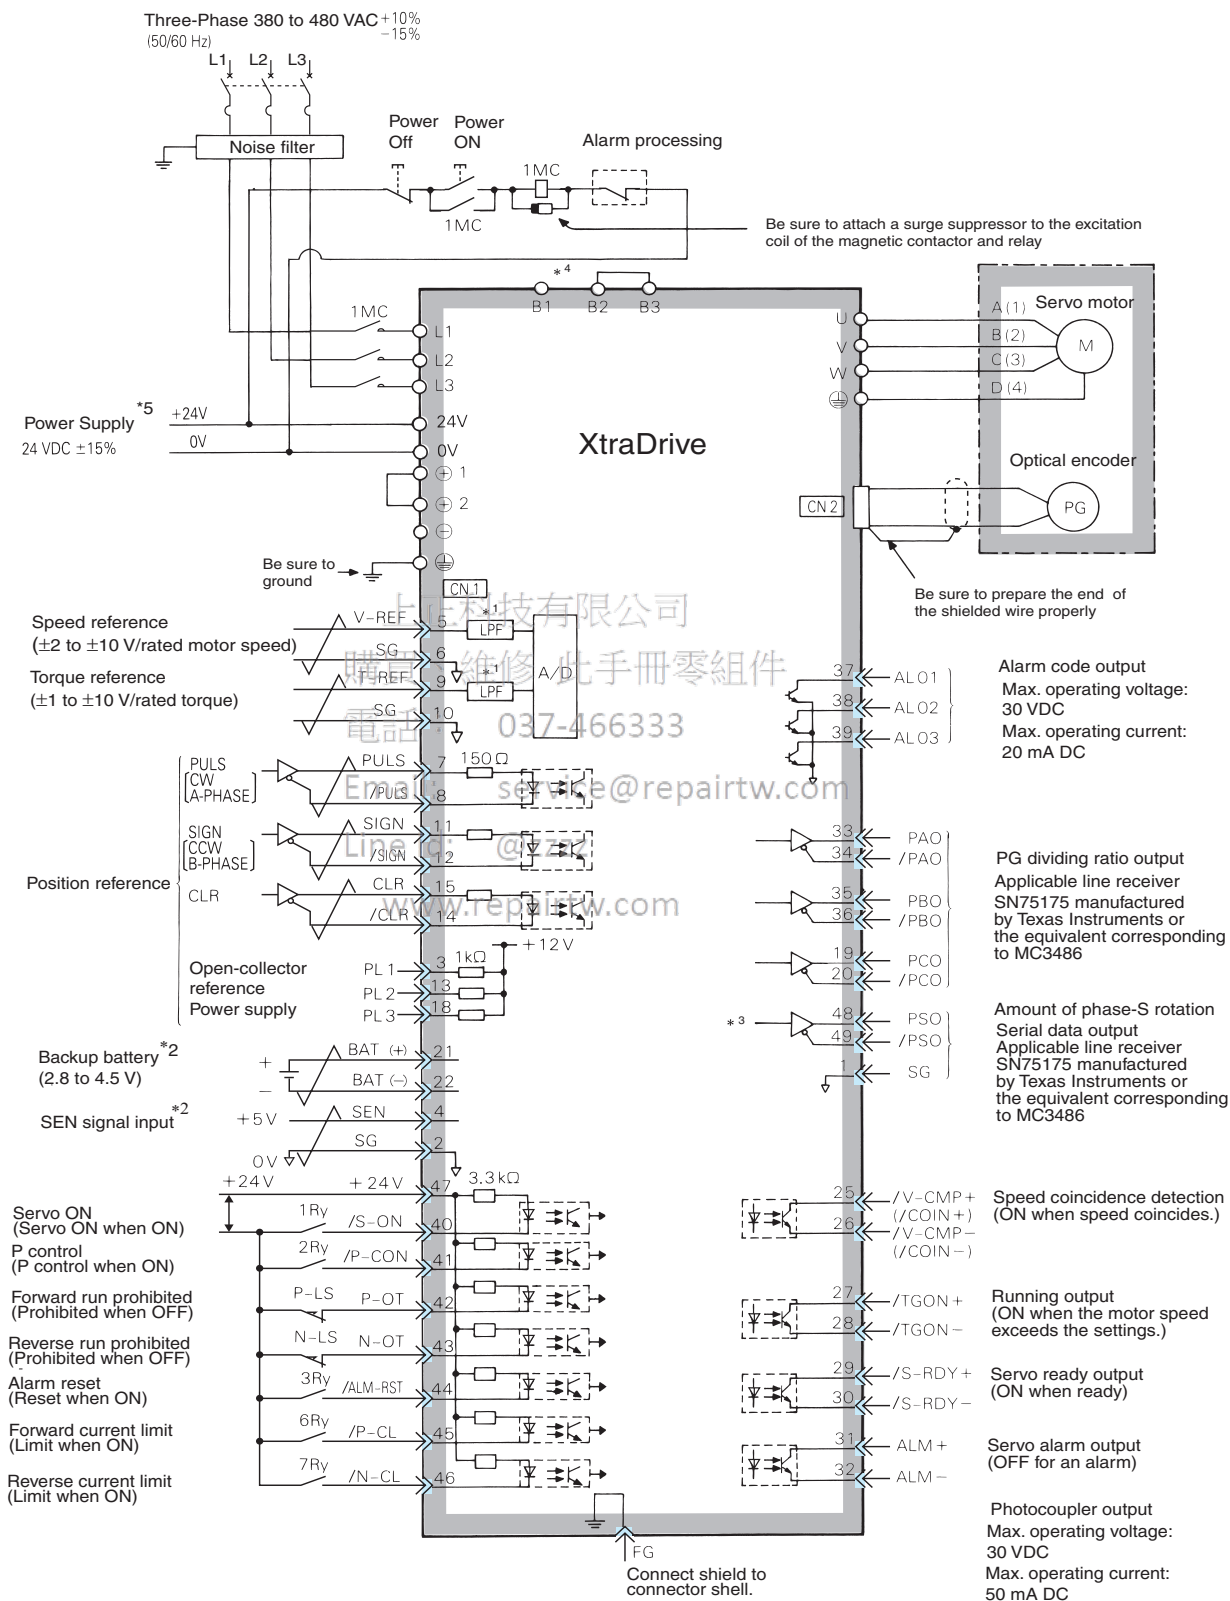 Three-Phase 380 to 480 VAC +10%
−15%
(50/60 Hz)
L1 L2 L3
Noise filter
Power Off
Power ON
Alarm processing
1MC
1MC
Be sure to attach a surge suppressor to the excitation
coil of the magnetic contactor and relay
*4
B1 B2 B3
1MC
L1
L2
L3
Power Supply *5
24 VDC ±15%
+24V
0V
24V
0V
1
2
Be sure to
ground
XtraDrive
U
V
W
A (1)
B (2)
C (3)
D (4)
Servo motor
M
Optical encoder
PG
CN 2
Be sure to prepare the end of
the shielded wire properly
CN 1
上正科技有限公司
購買、維修 此手冊零組件
電話: 037-466333
Email: service@repairtw.com
Line id: @zzzz
www.repairtw.com
Speed reference
(±2 to ±10 V/rated motor speed)
V-REF 5 *1 LPF
SG 6
Torque reference
(±1 to ±10 V/rated torque)
T-REF 9 *1 LPF
SG 10
A/D
Position reference
PULS
CW
A-PHASE
PULS 7 150Ω
/PULS 8
SIGN
CCW
B-PHASE
SIGN 11
/SIGN 12
CLR
CLR 15
/CLR 14
+12V
Open-collector
reference
Power supply
PL1 3 1kΩ
PL2 13
PL3 18
Backup battery*2
(2.8 to 4.5 V)
+
−
BAT (+) 21
BAT (−) 22
SEN signal input*2
+5V SEN 4
0V SG 2
+24V +24V 47 3.3kΩ
Servo ON
(Servo ON when ON)
1Ry /S-ON 40
P control
(P control when ON)
2Ry /P-CON 41
Forward run prohibited
(Prohibited when OFF)
P-LS P-OT 42
Reverse run prohibited
(Prohibited when OFF)
N-LS N-OT 43
Alarm reset
(Reset when ON)
3Ry /ALM-RST 44
Forward current limit
(Limit when ON)
6Ry /P-CL 45
Reverse current limit
(Limit when ON)
7Ry /N-CL 46
FG
Connect shield to
connector shell.
37 ALO1
38 ALO2
39 ALO3
Alarm code output
Max. operating voltage:
30 VDC
Max. operating current:
20 mA DC
33 PAO
34 /PAO
35 PBO
36 /PBO
19 PCO
20 /PCO
PG dividing ratio output
Applicable line receiver
SN75175 manufactured
by Texas Instruments or
the equivalent corresponding
to MC3486
*3
48 PSO
49 /PSO
1 SG
Amount of phase-S rotation
Serial data output
Applicable line receiver
SN75175 manufactured
by Texas Instruments or
the equivalent corresponding
to MC3486
25 /V-CMP+
(/COIN+)
26 /V-CMP−
(/COIN−)
Speed coincidence detection
(ON when speed coincides.)
27 /TGON+
28 /TGON−
Running output
(ON when the motor speed
exceeds the settings.)
29 /S-RDY+
30 /S-RDY−
Servo ready output
(ON when ready)
31 ALM+
32 ALM−
Servo alarm output
(OFF for an alarm)
Photocoupler output
Max. operating voltage:
30 VDC
Max. operating current:
50 mA DC